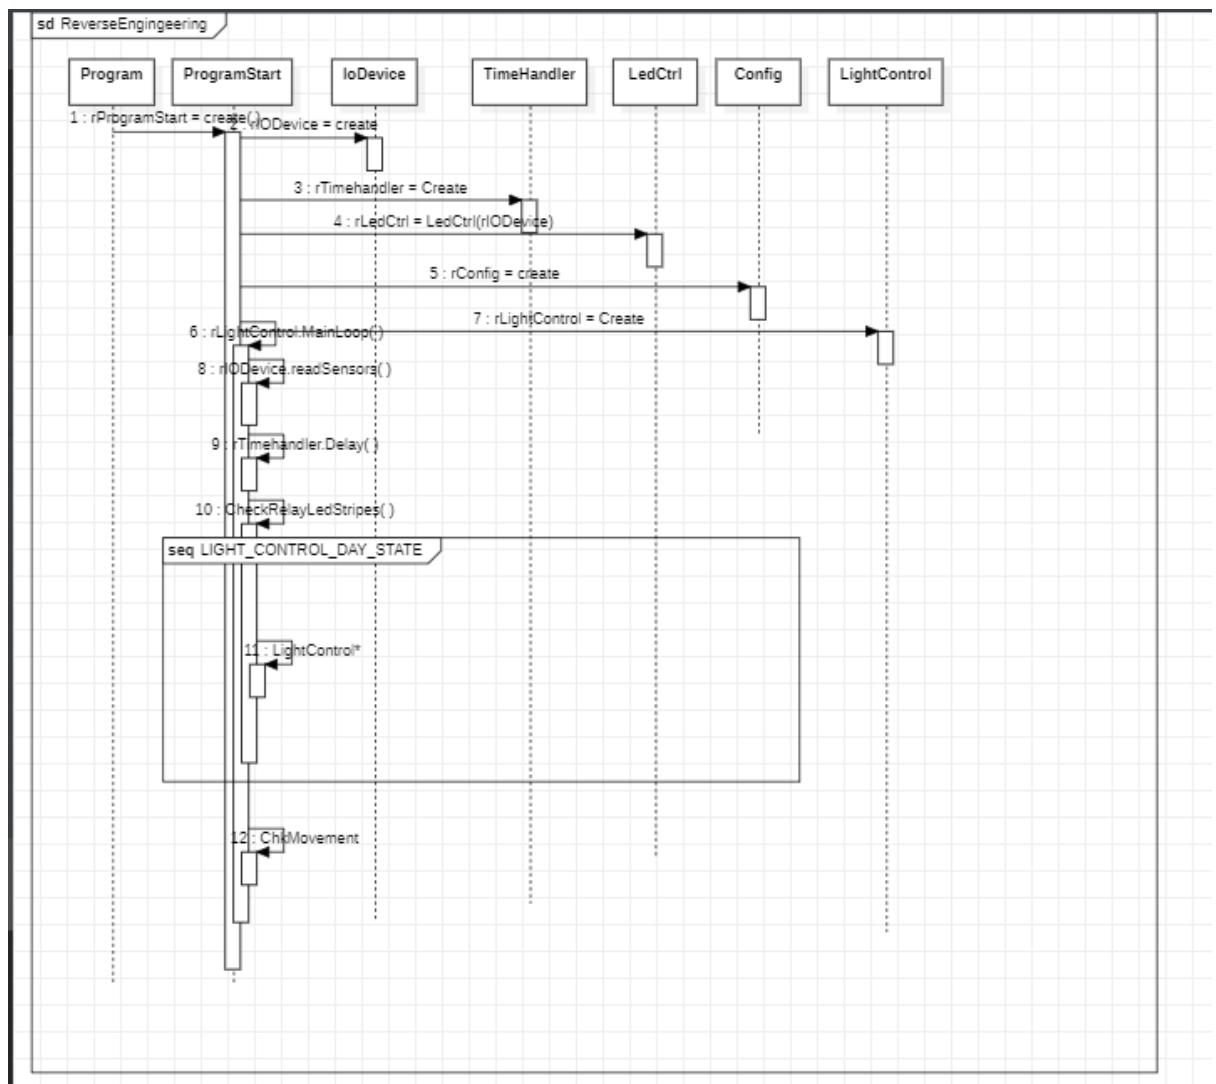 sd ReverseEngingeering
Program
ProgramStart
IoDevice
TimeHandler
LedCtrl
Config
LightControl
1 : rProgramStart = create( )
2 : rIODevice = create
3 : rTimehandler = Create
4 : rLedCtrl = LedCtrl(rIODevice)
5 : rConfig = create
6 : rLightControl.MainLoop( )
7 : rLightControl = Create
8 : rIODevice.readSensors( )
9 : rTimehandler.Delay( )
10 : CheckRelayLedStripes( )
seq LIGHT_CONTROL_DAY_STATE
11 : LightControl*
12 : ChkMovement